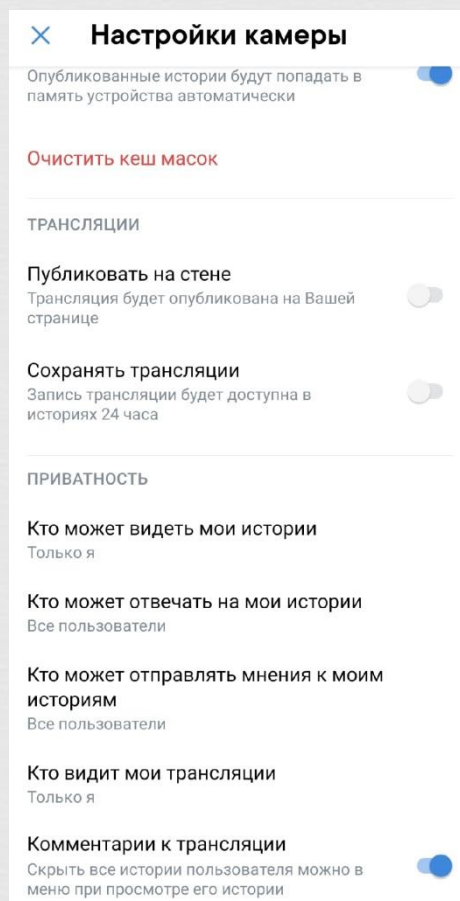 Настройки камеры
Опубликованные истории будут попадать в
память устройства автоматически
Очистить кеш масок
ТРАНСЛЯЦИИ
Публиковать на стене
Трансляция будет опубликована на Вашей
странице
Сохранять трансляции
Запись трансляции будет доступна в
историях 24 часа
ПРИВАТНОСТЬ
Кто может видеть мои истории
Только я
Кто может отвечать на мои истории
Все пользователи
Кто может отправлять мнения к моим
историям
Все пользователи
Кто видит мои трансляции
Только я
Комментарии к трансляции
Скрыть все истории пользователя можно в
меню при просмотре его истории